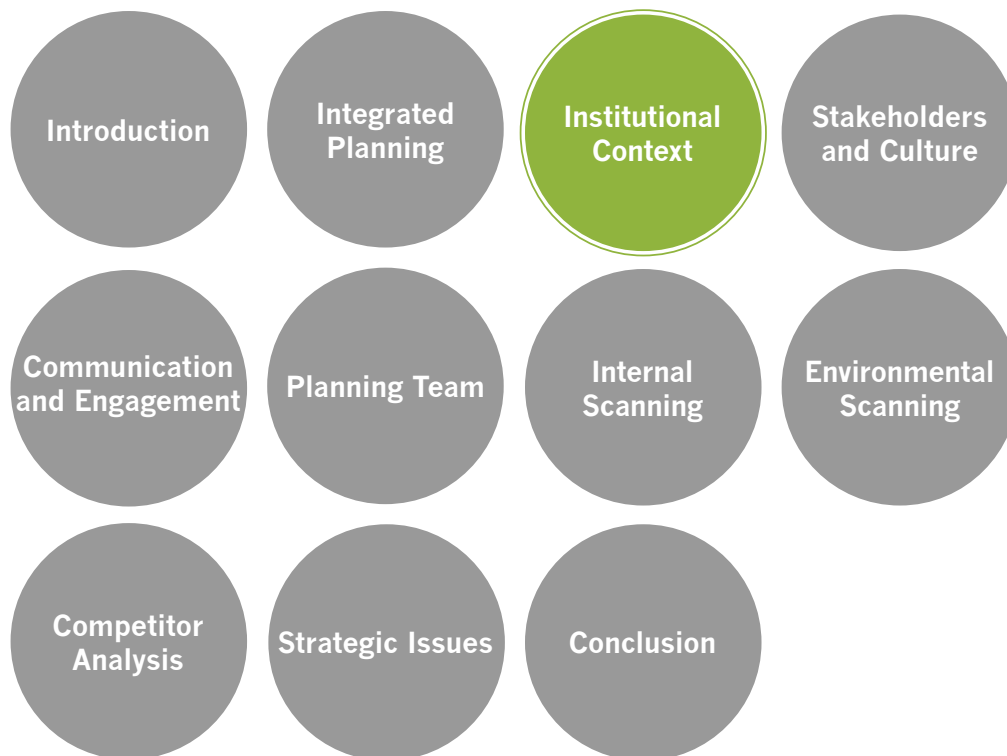 Introduction
Integrated
Planning
Institutional
Context
Stakeholders
and Culture
Communication
and Engagement
Planning Team
Internal
Scanning
Environmental
Scanning
Competitor
Analysis
Strategic Issues
Conclusion